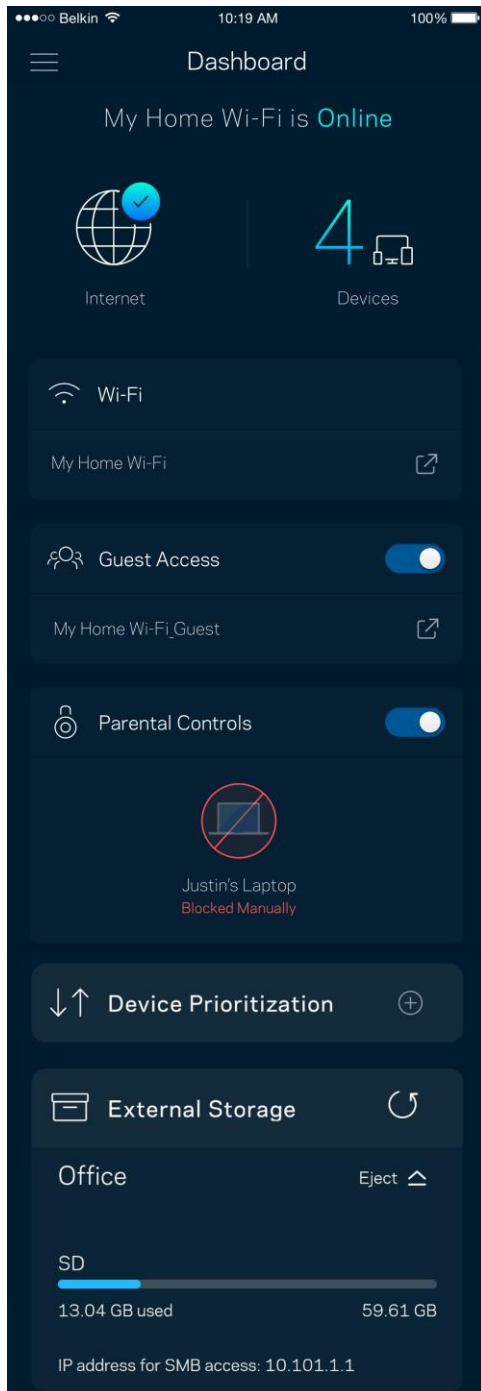 Belkin 10:19 AM 100%
Dashboard
My Home Wi-Fi is Online
4
Internet Devices
Wi-Fi
My Home Wi-Fi
Guest Access
My Home Wi-Fi_Guest
Parental Controls
Justin's Laptop
Blocked Manually
Device Prioritization
External Storage
Office Eject
SD
13.04 GB used 59.61 GB
IP address for SMB access: 10.101.1.1